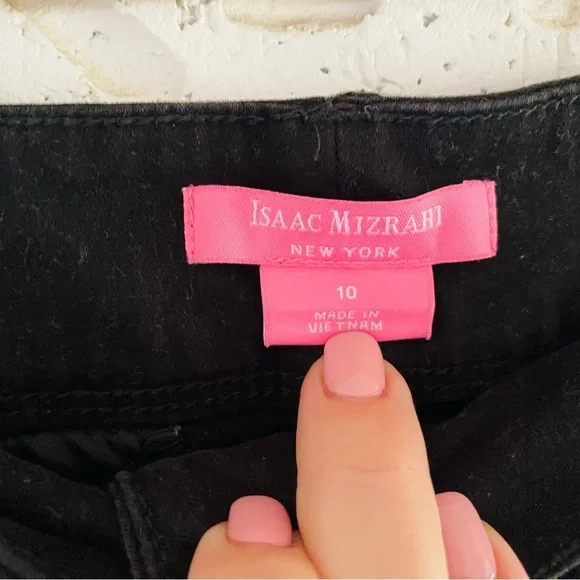 ISAAC MIZRAHI
NEW YORK
10
MADE IN
VIETNAM